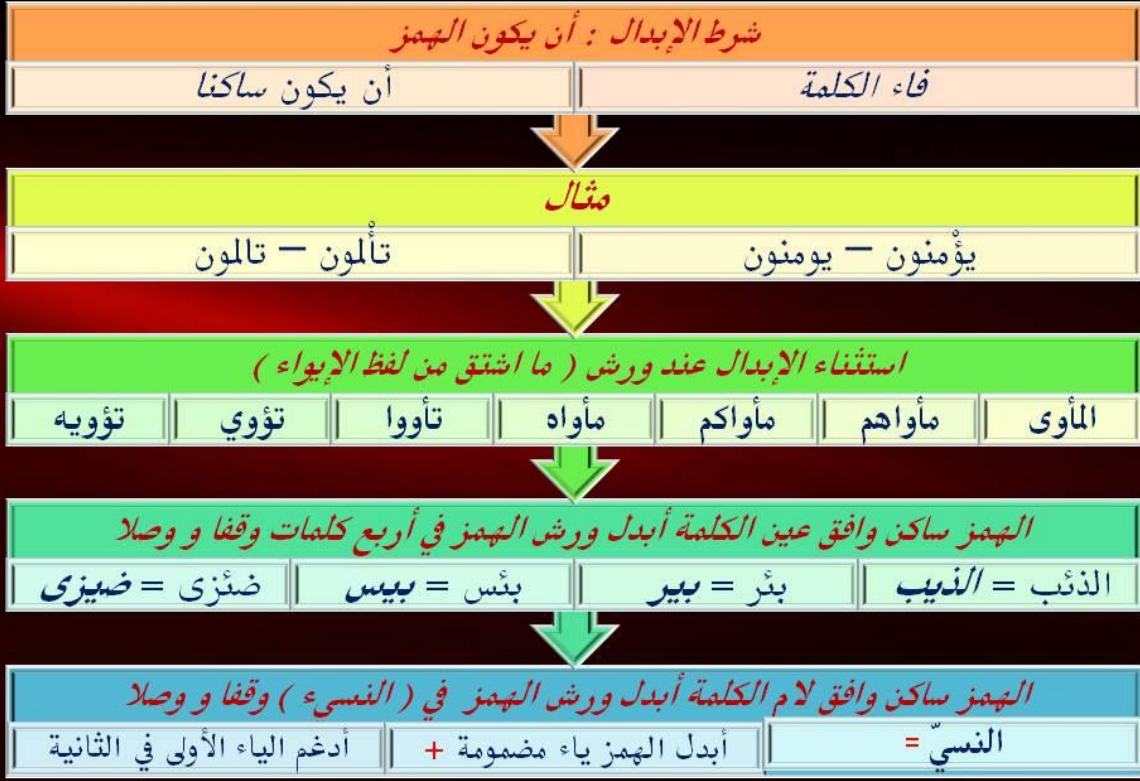 شرط الإبدال : أن يكون الهمز
فاء الكلمة أن يكون ساكنا
مثال
يؤْمنون – يومنون تأْلمون – تالمون
استثناء الإبدال عند ورش ( ما اشتق من لفظ الإيواء )
المأوى مأواهم مأواكم مأواه تأووا تؤوي تؤويه
الهمز ساكن وافق عين الكلمة أبدل ورش الهمز في أربع كلمات وقفا و وصلا
الذئب = الذيب بئر = بير بئس = بيس ضئزى = ضيزى
الهمز ساكن وافق لام الكلمة أبدل ورش الهمز في ( النسيء ) وقفا و وصلا
النسيّ = أبدل الهمز ياء مضمومة + أدغم الياء الأولى في الثانية